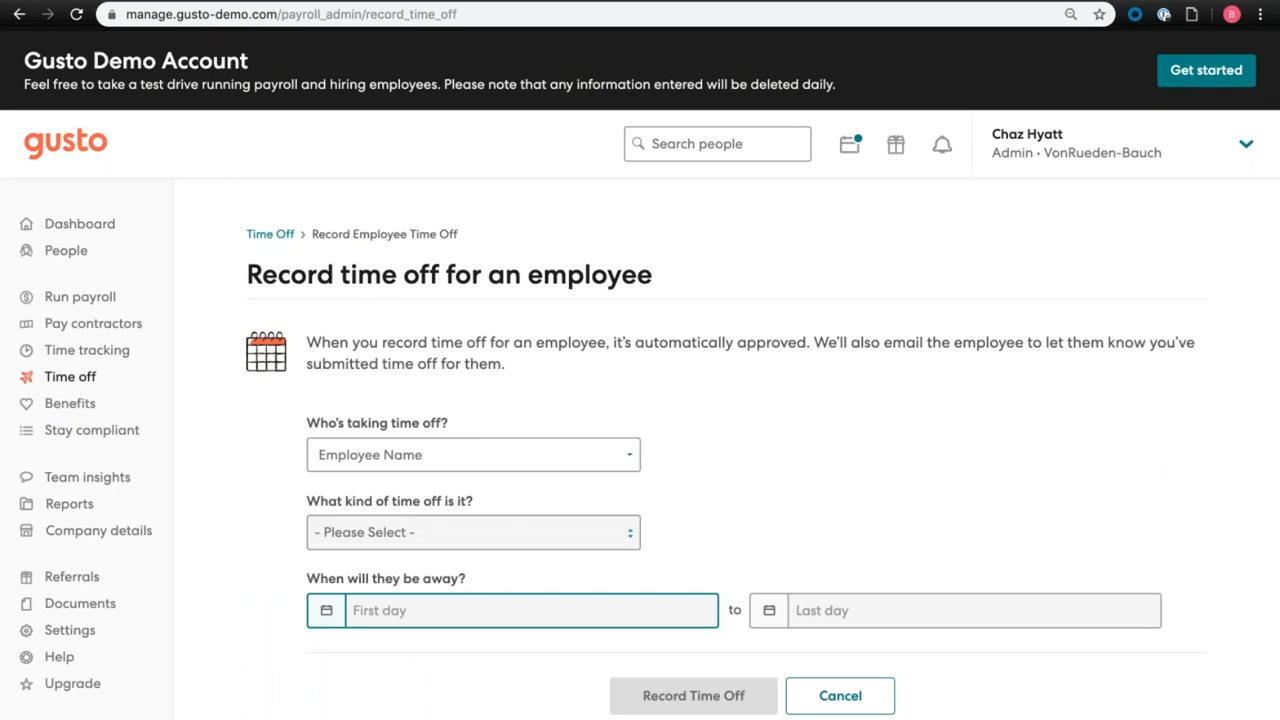 manage.gusto-demo.com/payroll_admin/record_time_off
B
Gusto Demo Account
Feel free to take a test drive running payroll and hiring employees. Please note that any information entered will be deleted daily.
Get started
gusto
Search people
Chaz Hyatt
Admin • VonRueden-Bauch
Dashboard
People
Run payroll
Pay contractors
Time tracking
Time off
Benefits
Stay compliant
Team insights
Reports
Company details
Referrals
Documents
Settings
Help
Upgrade
Time Off > Record Employee Time Off
Record time off for an employee
When you record time off for an employee, it's automatically approved. We'll also email the employee to let them know you've
submitted time off for them.
Who's taking time off?
Employee Name
What kind of time off is it?
- Please Select -
When will they be away?
First day to Last day
Record Time Off Cancel